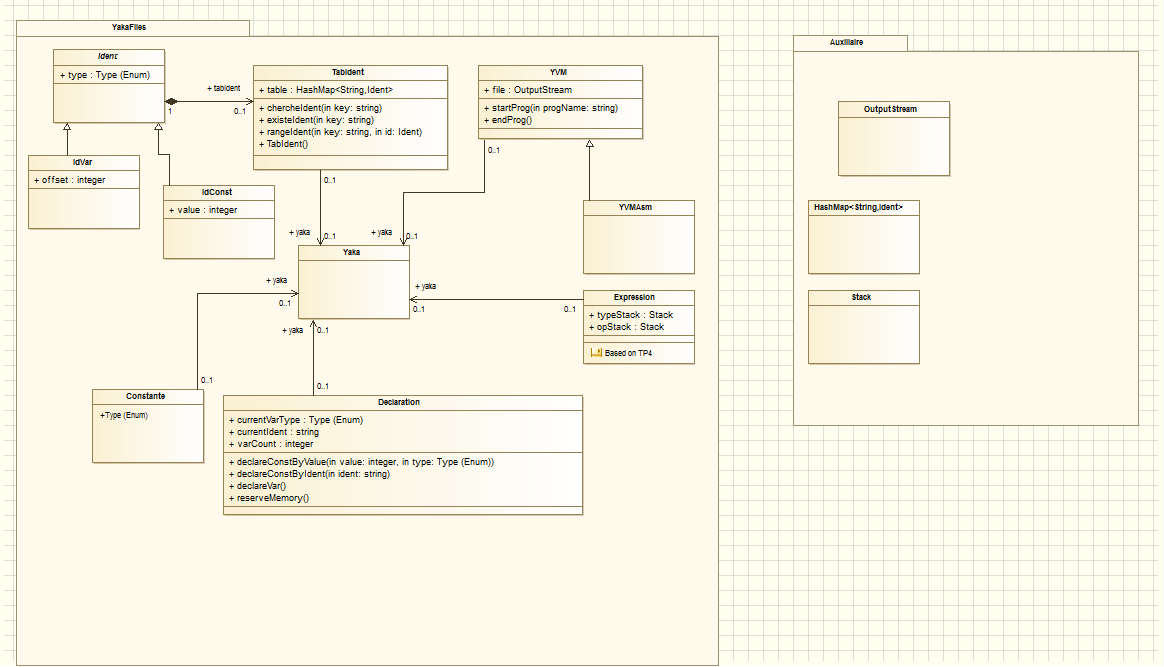 YakaFiles
Ident
+ type : Type (Enum)
+ tabident
1
0..1
TabIdent
+ table : HashMap<String,Ident>
+ chercheIdent(in key: string)
+ existeIdent(in key: string)
+ rangeIdent(in key: string, in id: Ident)
+ TabIdent()
YVM
+ file : OutputStream
+ startProg(in progName: string)
+ endProg()
IdVar
+ offset : integer
IdConst
+ value : integer
0..1
0..1
YVMAsm
+ yaka
0..1
+ yaka
0..1
Yaka
+ yaka
0..1
+ yaka
0..1
0..1
Expression
+ typeStack : Stack
+ opStack : Stack
Based on TP4
+ yaka
0..1
0..1
0..1
Constante
+Type (Enum)
Declaration
+ currentVarType : Type (Enum)
+ currentIdent : string
+ varCount : integer
+ declareConstByValue(in value: integer, in type: Type (Enum))
+ declareConstByIdent(in ident: string)
+ declareVar()
+ reserveMemory()
Auxiliaire
OutputStream
HashMap<String,Ident>
Stack